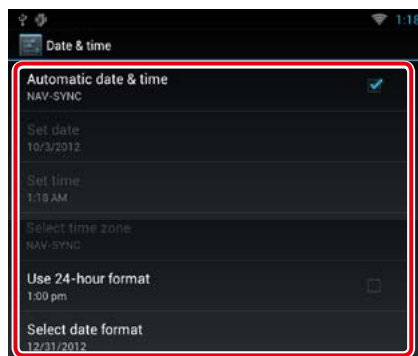 1:18
Date & time
Automatic date & time
NAV-SYNC
Set date
10/3/2012
Set time
1:18 AM
Select time zone
NAV-SYNC
Use 24-hour format
1:00 pm
Select date format
12/31/2012